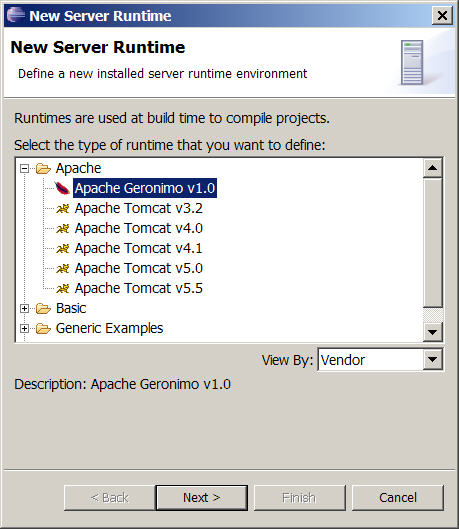 New Server Runtime
New Server Runtime
Define a new installed server runtime environment
Runtimes are used at build time to compile projects.
Select the type of runtime that you want to define:
Apache
Apache Geronimo v1.0
Apache Tomcat v3.2
Apache Tomcat v4.0
Apache Tomcat v4.1
Apache Tomcat v5.0
Apache Tomcat v5.5
Basic
Generic Examples
View By: Vendor
Description: Apache Geronimo v1.0
< Back Next > Finish Cancel